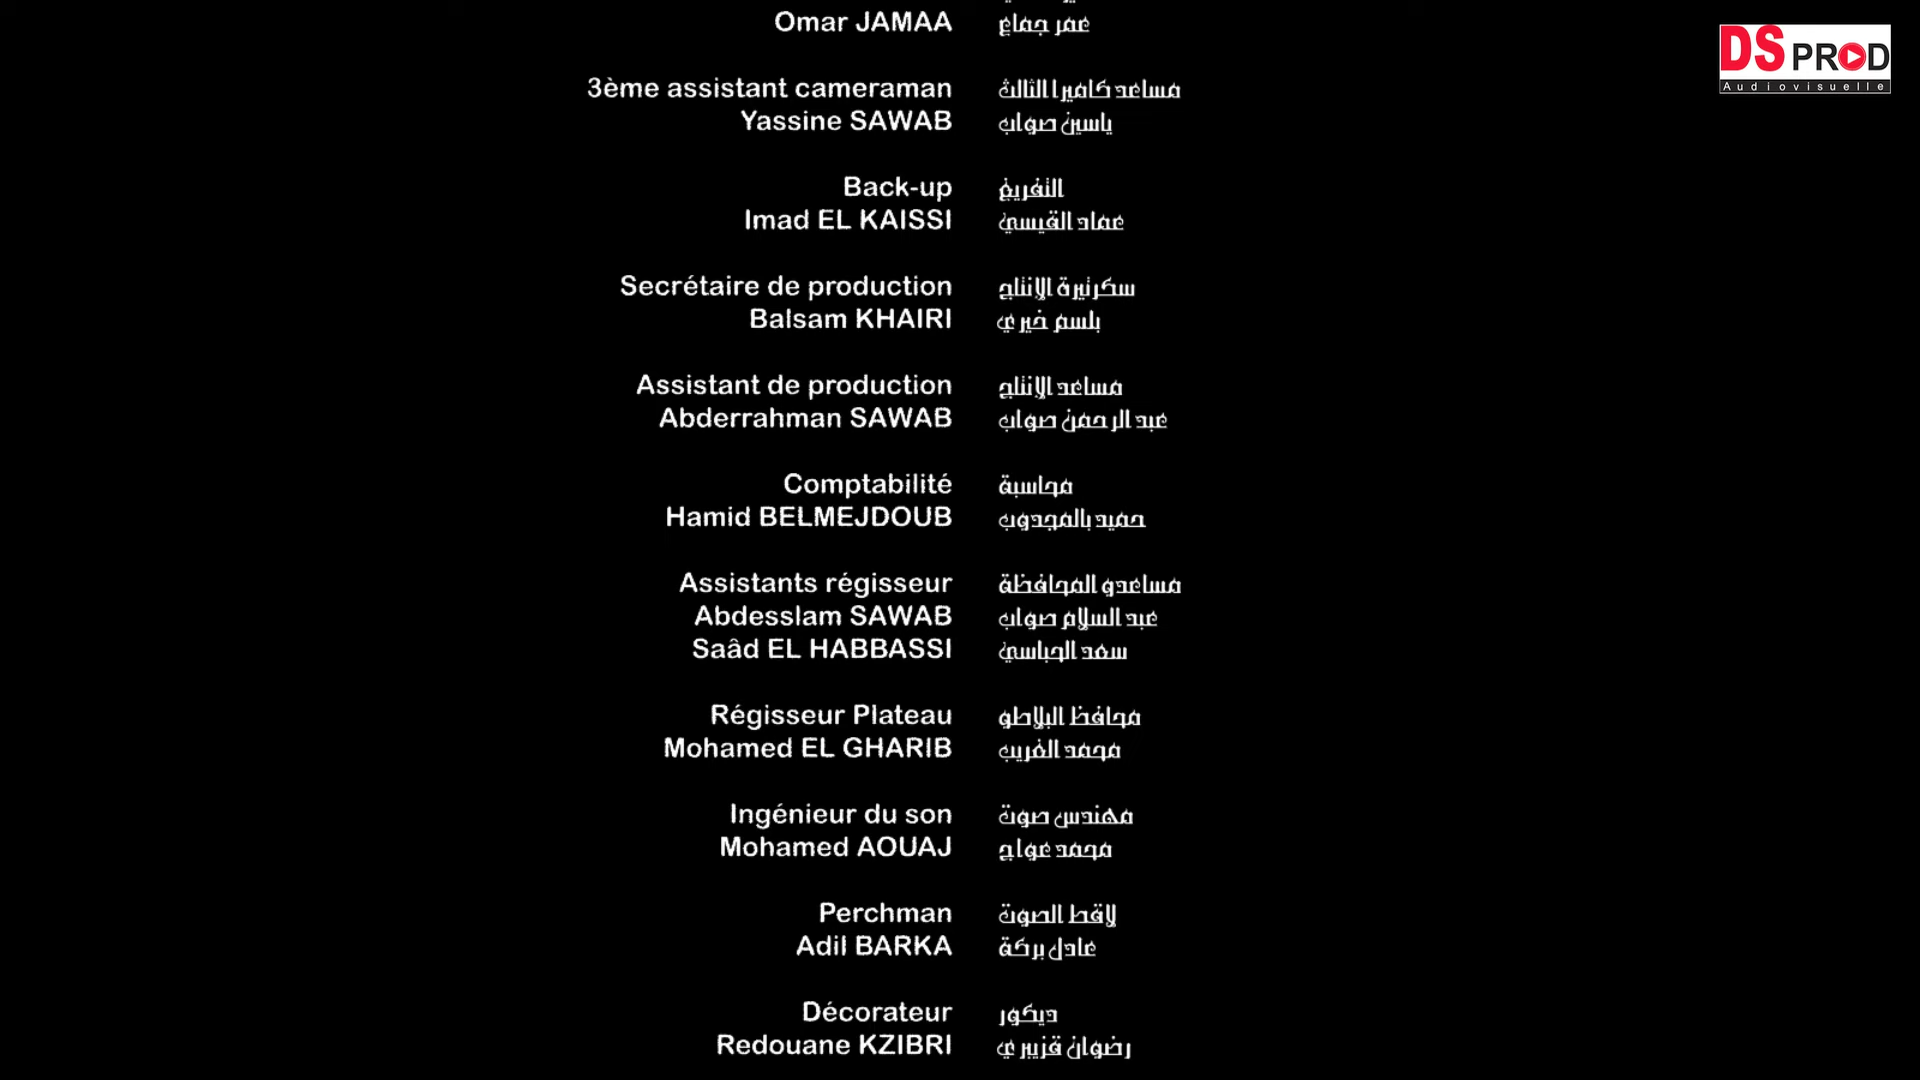 Omar JAMAA عمر جماع
DS PROD
Audiovisuelle
3ème assistant cameraman مساعد كاميرا الثالث
Yassine SAWAB ياسين صواب
Back-up التفريغ
Imad EL KAISSI عماد القيسي
Secrétaire de production سكرتيرة الإنتاج
Balsam KHAIRI بلسم خيري
Assistant de production مساعد الإنتاج
Abderrahman SAWAB عبد الرحمن صواب
Comptabilité محاسبة
Hamid BELMEJDOUB حميد بالمجدوب
Assistants régisseur مساعدو المحافظة
Abdesslam SAWAB عبد السلام صواب
Saâd EL HABBASSI سعد الحباسي
Régisseur Plateau محافظ البلاطو
Mohamed EL GHARIB محمد الغريب
Ingénieur du son مهندس صوت
Mohamed AOUAJ محمد عواج
Perchman لاقط الصوت
Adil BARKA عادل بركة
Décorateur ديكور
Redouane KZIBRI رضوان قزيبري